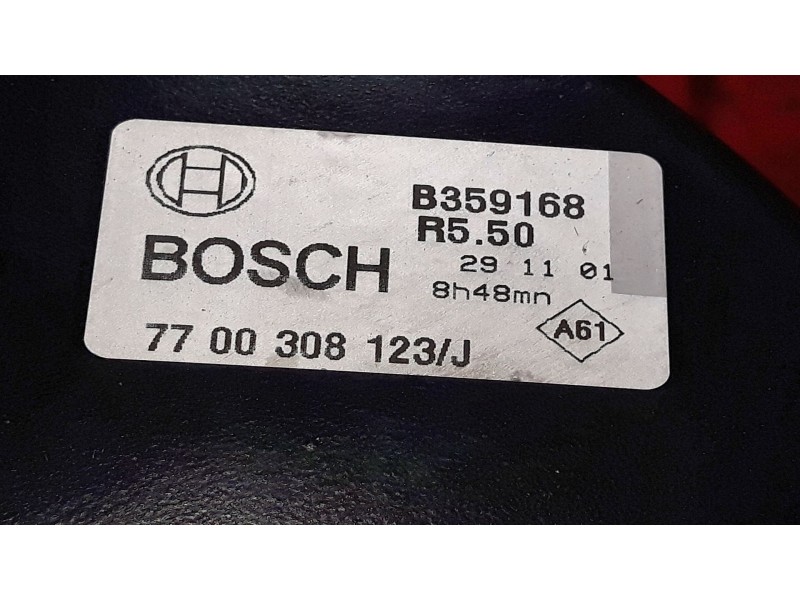 BOSCH
77 00 308 123/J
B359168
R5.50
29 11 01
8h48mn
A61